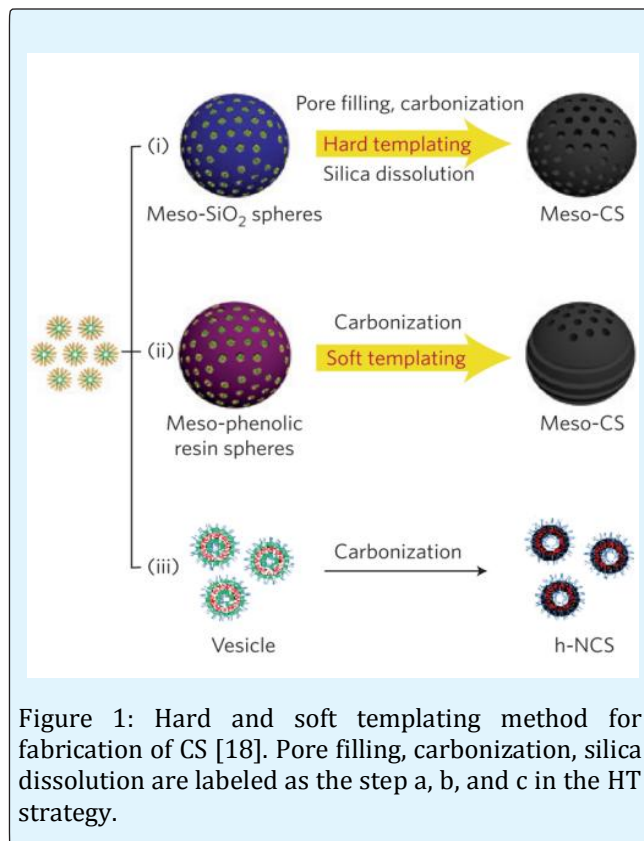 Pore filling, carbonization
(i)
Hard templating
Silica dissolution
Meso-SiO₂ spheres
Meso-CS
Carbonization
(ii)
Soft templating
Meso-phenolic
resin spheres
Meso-CS
(iii)
Carbonization
Vesicle
h-NCS
Figure 1: Hard and soft templating method for
fabrication of CS [18]. Pore filling, carbonization, silica
dissolution are labeled as the step a, b, and c in the HT
strategy.